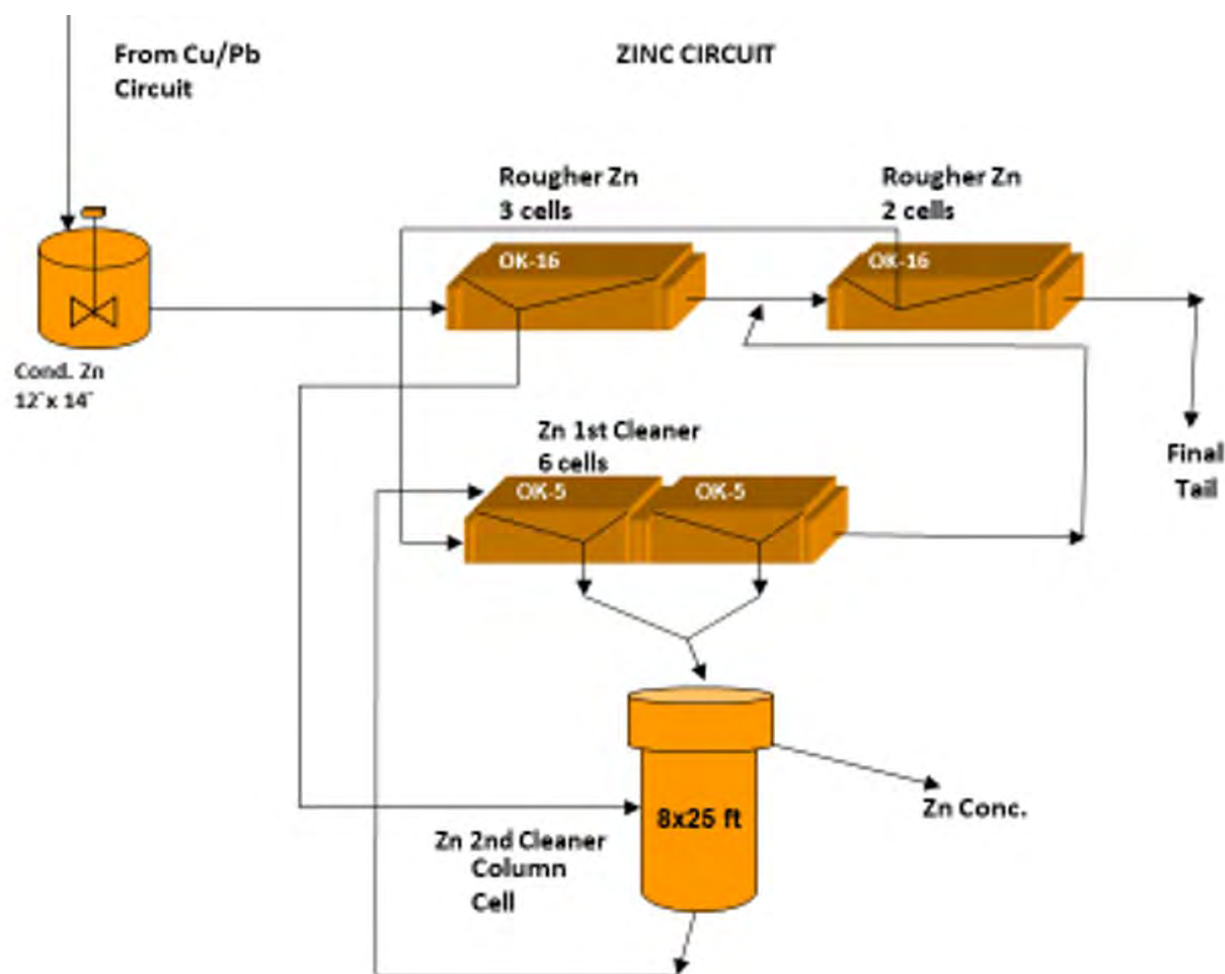 From Cu/Pb
Circuit
ZINC CIRCUIT
Rougher Zn
3 cells
Rougher Zn
2 cells
OK-16
OK-16
Cond. Zn
12¨x 14¨
Zn 1st Cleaner
6 cells
OK-5
OK-5
Final
Tail
8x25 ft
Zn Conc.
Zn 2nd Cleaner
Column
Cell